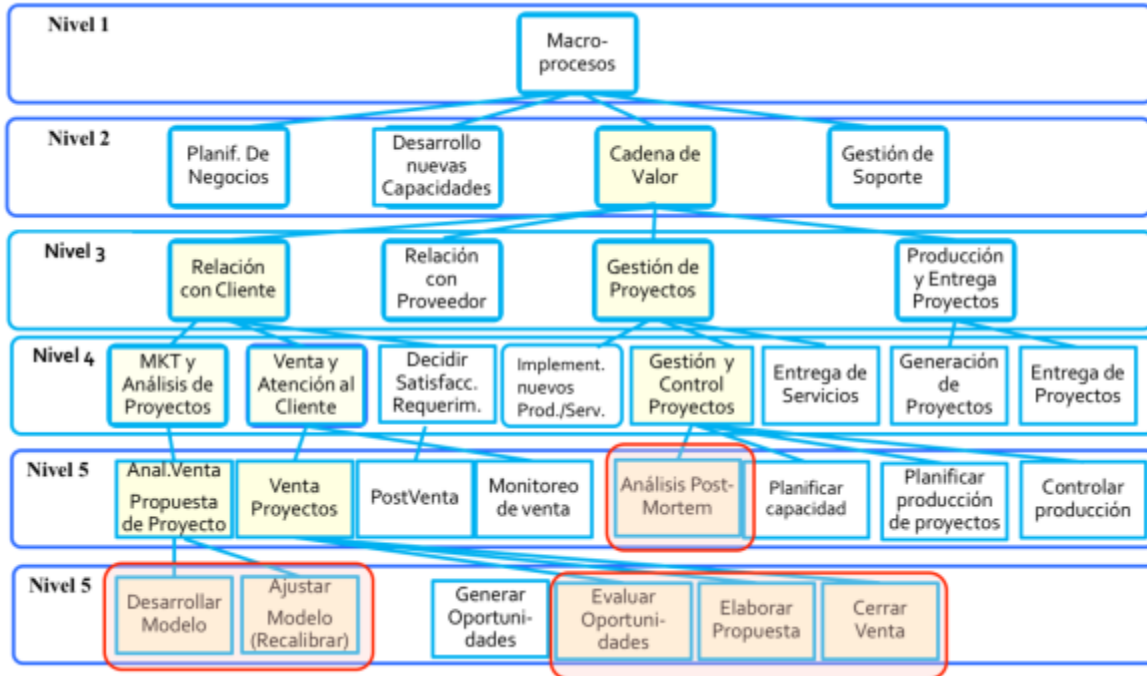 Nivel 1
Macro-
procesos
Nivel 2
Planif. De
Negocios
Desarrollo
nuevas
Capacidades
Cadena de
Valor
Gestión de
Soporte
Nivel 3
Relación
con Cliente
Relación
con
Proveedor
Gestión de
Proyectos
Producción
y Entrega
Proyectos
Nivel 4
MKT y
Análisis de
Proyectos
Venta y
Atención al
Cliente
Decidir
Satisfacc.
Requerim.
Implement.
nuevos
Prod./Serv.
Gestión y
Control
Proyectos
Entrega de
Servicios
Generación
de
Proyectos
Entrega de
Proyectos
Nivel 5
Anal.Venta
Propuesta
de Proyecto
Venta
Proyectos
PostVenta
Monitoreo
de venta
Análisis Post-
Mortem
Planificar
capacidad
Planificar
producción
de proyectos
Controlar
producción
Nivel 5
Desarrollar
Modelo
Ajustar
Modelo
(Recalibrar)
Generar
Oportuni-
dades
Evaluar
Oportuni-
dades
Elaborar
Propuesta
Cerrar
Venta